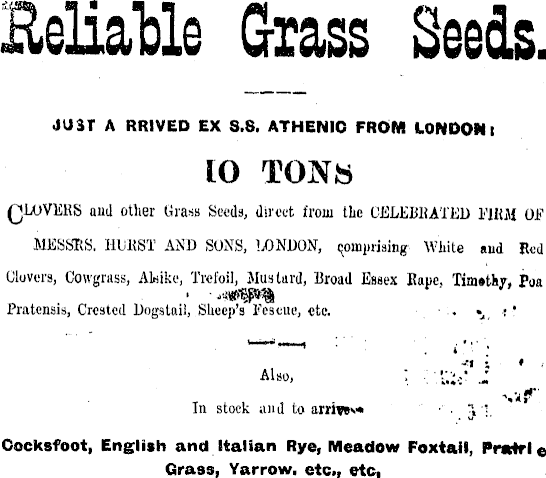 Reliable Grass Seeds.
JUST A RRIVED EX S.S. ATHENIC FROM LONDON:
10 TONS
CLOVERS and other Grass Seeds, direct from the CELEBRATED FIRM OF
MESSRS. HURST AND SONS, LONDON, comprising White and Red
Clovers, Cowgrass, Alsike, Trefoil, Mustard, Broad Essex Rape, Timothy, Poa
Pratensis, Crested Dogstail, Sheep's Fescue, etc.
Also,
In stock and to arrive
Cocksfoot, English and Italian Rye, Meadow Foxtail, Prairie
Grass, Yarrow. etc., etc,